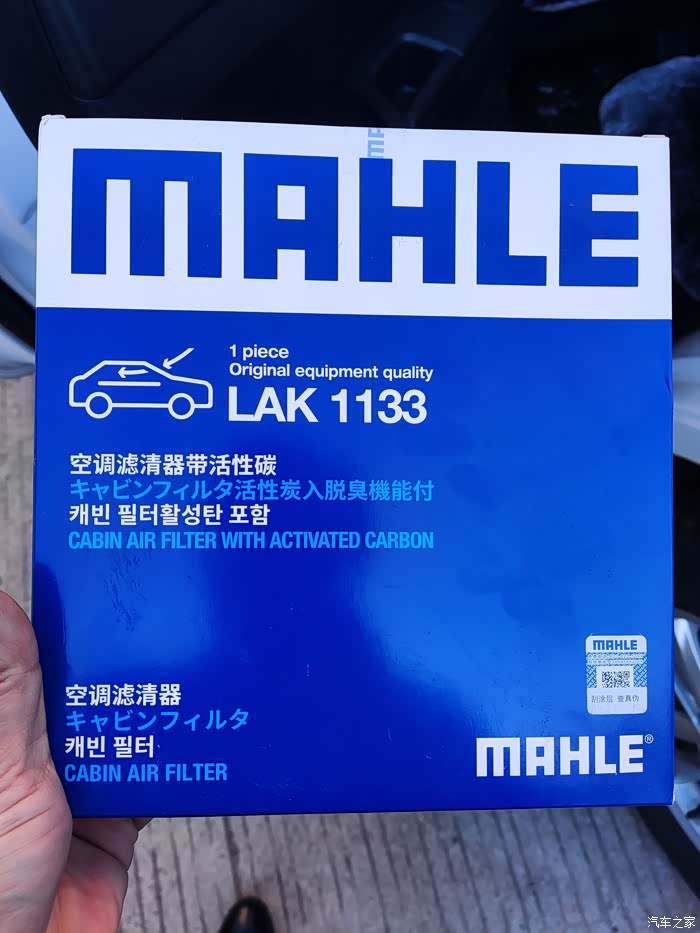 MAHLE
1 piece
Original equipment quality
LAK 1133
空调滤清器带活性碳
キャビンフィルタ活性炭入脱臭機能付
캐빈 필터활성탄 포함
CABIN AIR FILTER WITH ACTIVATED CARBON
MAHLE
刮涂层 查真伪
空调滤清器
キャビンフィルタ
캐빈 필터
CABIN AIR FILTER
MAHLE®
汽车之家